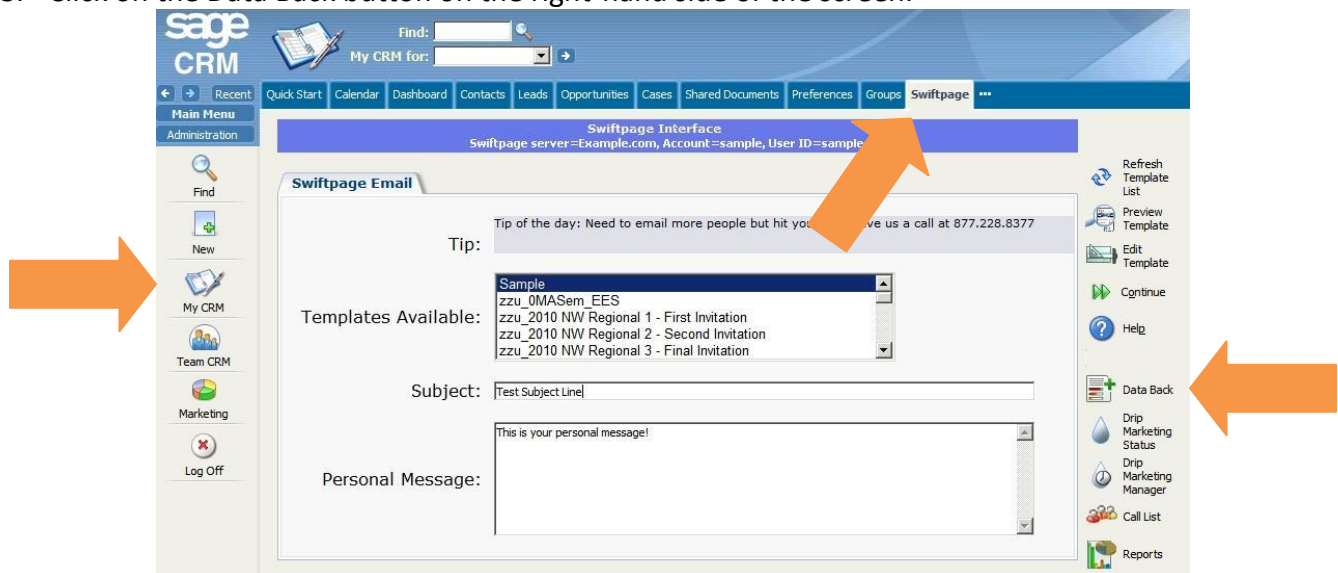 Click on the Data Back button on the right-hand side of the screen.
sage
CRM
Find:
My CRM for:
Recent
Quick Start Calendar Dashboard Contacts Leads Opportunities Cases Shared Documents Preferences Groups Swiftpage
Main Menu
Administration
Swiftpage Interface
Swiftpage server=Example.com, Account=sample, User ID=sample
Find
New
My CRM
Team CRM
Marketing
Log Off
Swiftpage Email
Tip:
Tip of the day: Need to email more people but hit ve us a call at 877.228.8377
Templates Available:
Sample
zzu_0MASem_EES
zzu_2010 NW Regional 1 - First Invitation
zzu_2010 NW Regional 2 - Second Invitation
zzu_2010 NW Regional 3 - Final Invitation
Subject:
Test Subject Line
Personal Message:
This is your personal message!
Refresh
Template
List
Preview
Template
Edit
Template
Continue
Help
Data Back
Drip
Marketing
Status
Drip
Marketing
Manager
Call List
Reports